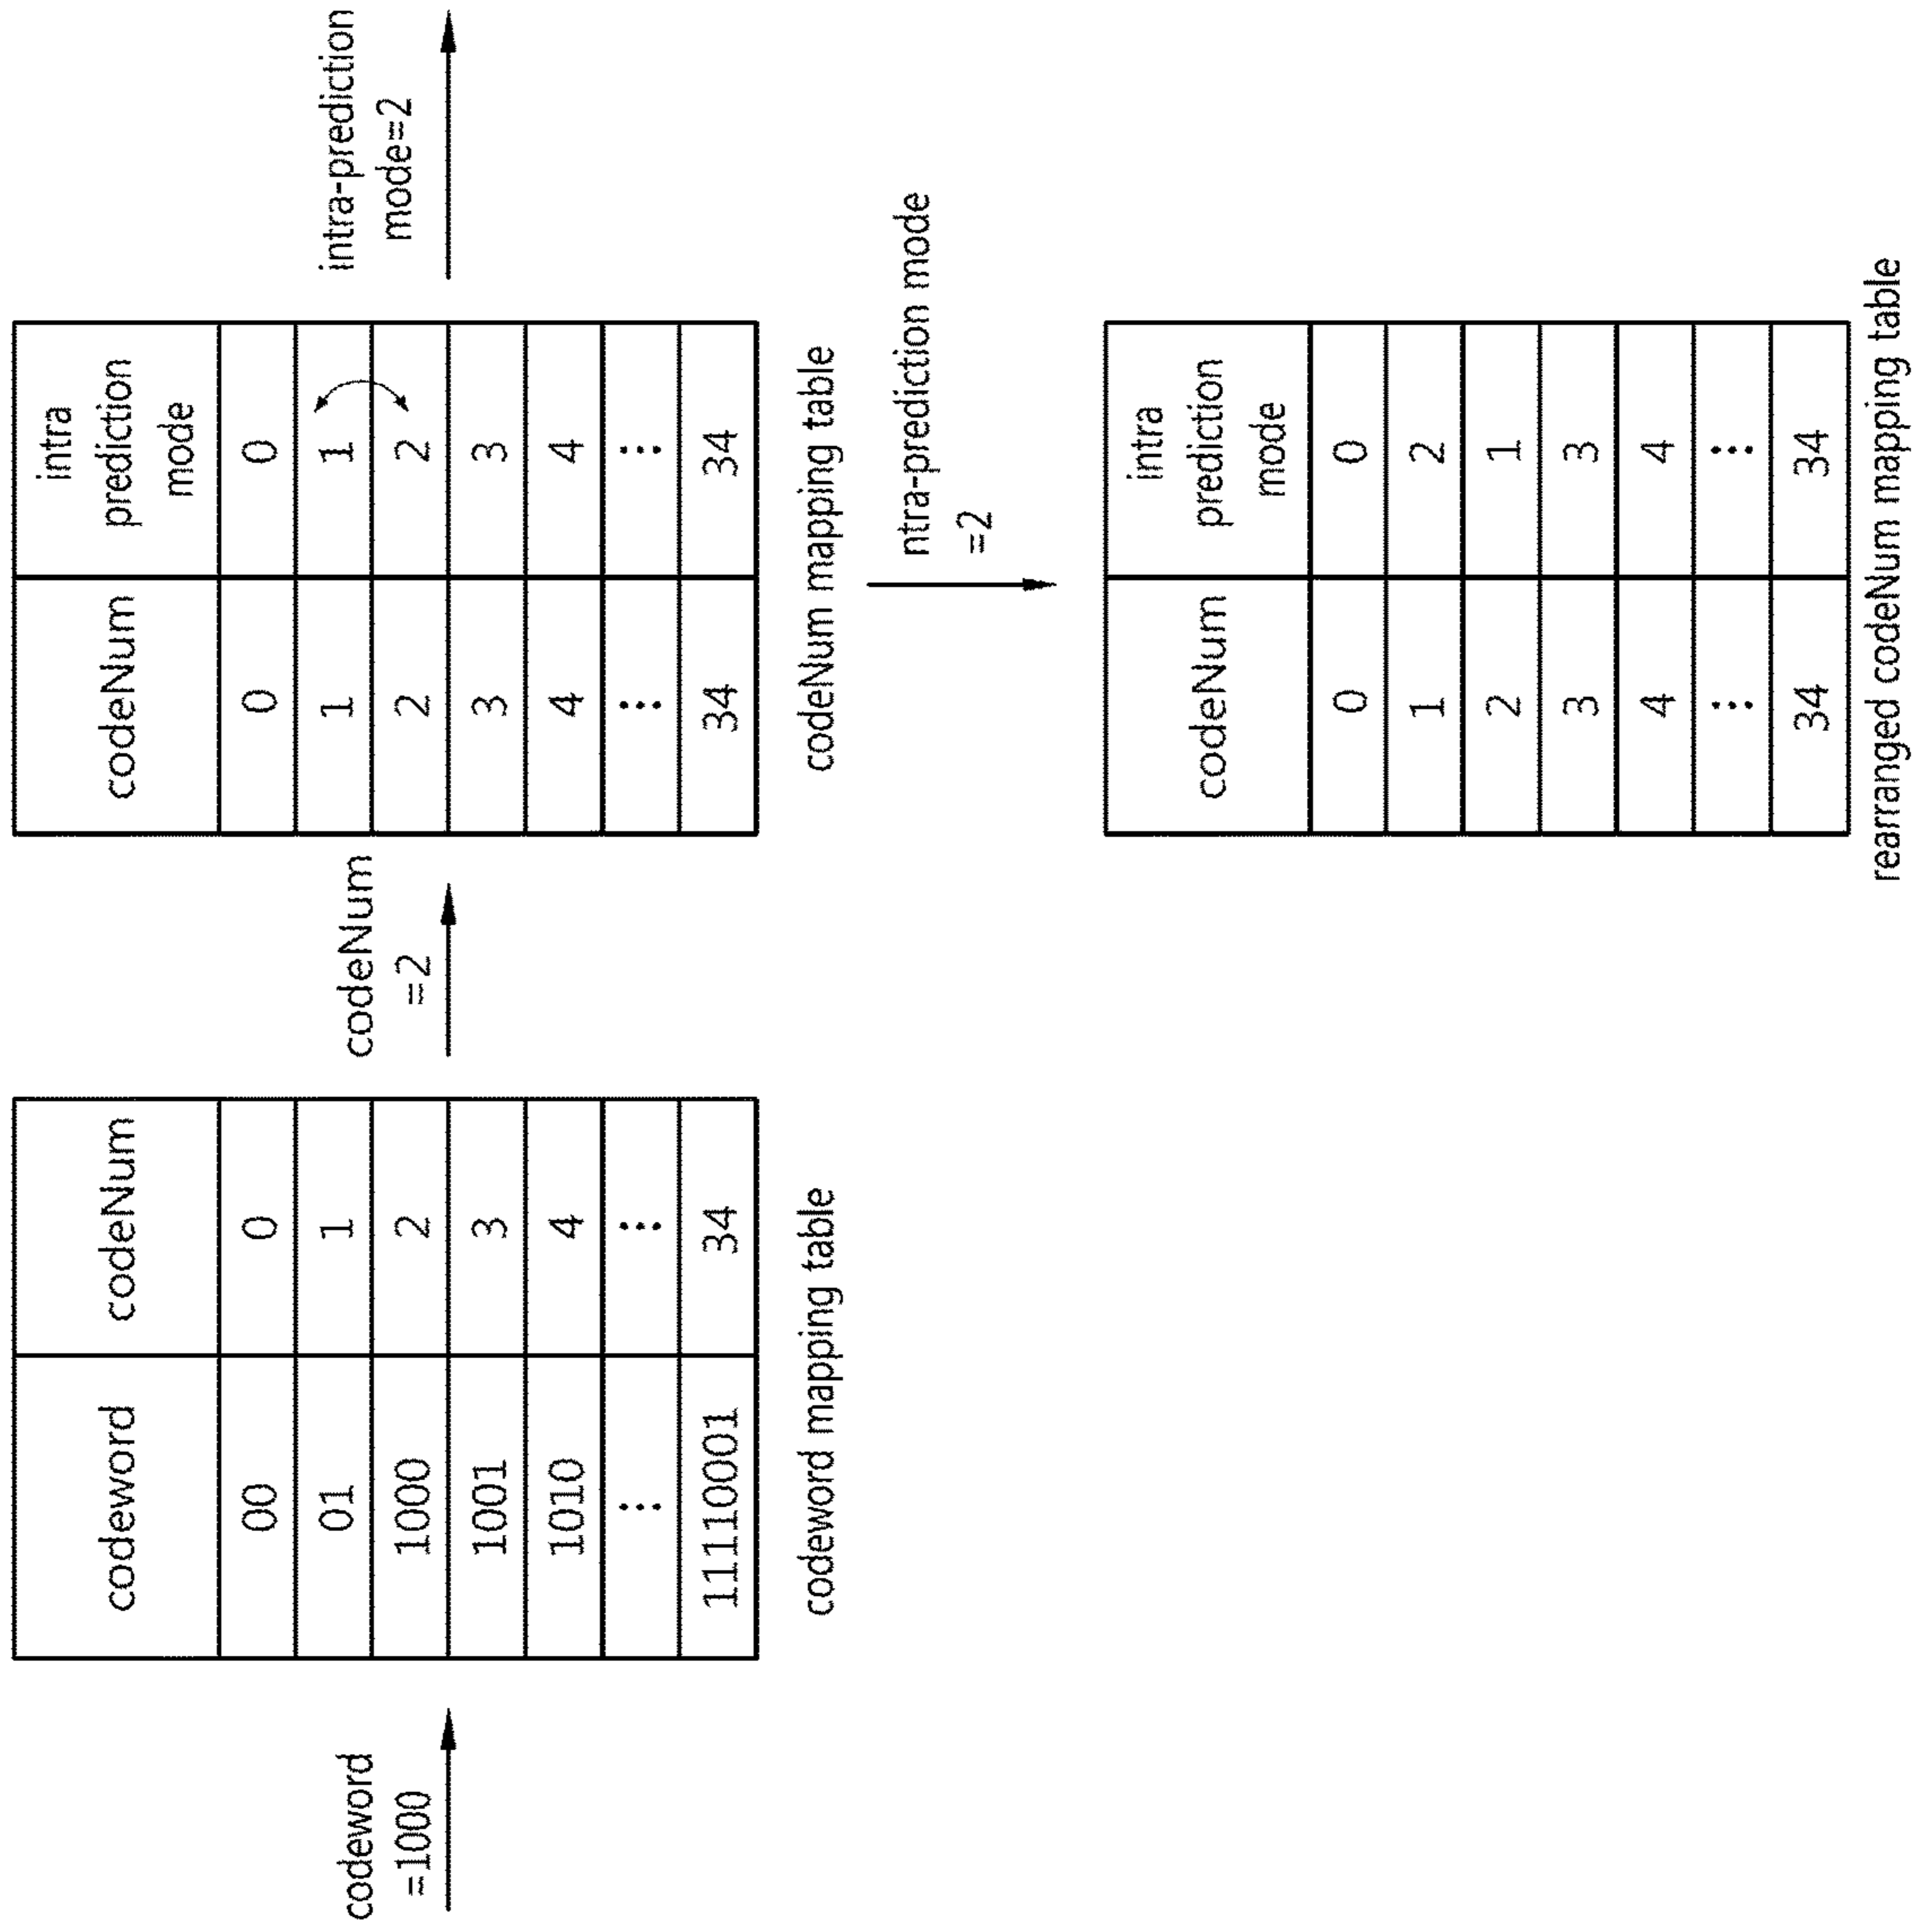 codeword
=1000
codeword codeNum
00 0
01 1
1000 2
1001 3
1010 4
⋮ ⋮
11110001 34
codeword mapping table
codeNum
=2
codeNum intra
prediction
mode
0 0
1 1
2 2
3 3
4 4
⋮ ⋮
34 34
codeNum mapping table
intra-prediction
mode=2
ntra-prediction mode
=2
codeNum intra
prediction
mode
0 0
1 2
2 1
3 3
4 4
⋮ ⋮
34 34
rearranged codeNum mapping table